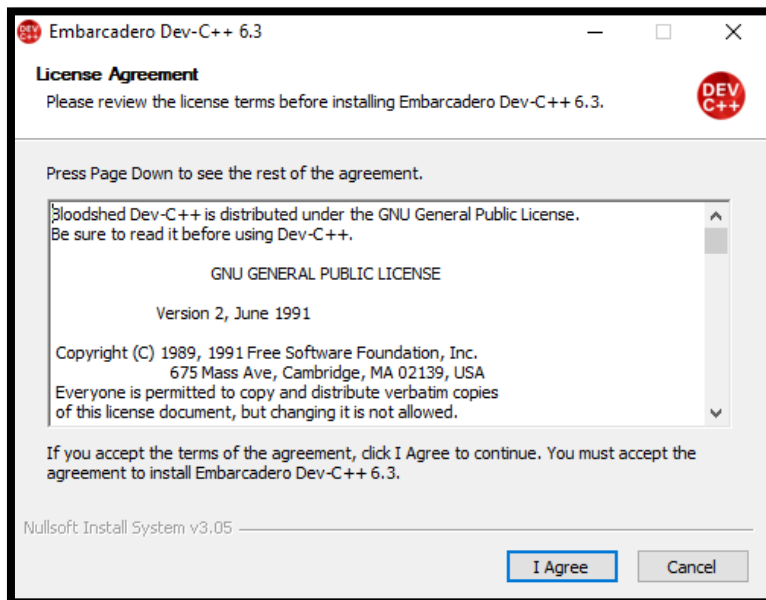 DEV C++ Embarcadero Dev-C++ 6.3
License Agreement
Please review the license terms before installing Embarcadero Dev-C++ 6.3.
DEV
C++
Press Page Down to see the rest of the agreement.
Bloodshed Dev-C++ is distributed under the GNU General Public License.
Be sure to read it before using Dev-C++.
GNU GENERAL PUBLIC LICENSE
Version 2, June 1991
Copyright (C) 1989, 1991 Free Software Foundation, Inc.
675 Mass Ave, Cambridge, MA 02139, USA
Everyone is permitted to copy and distribute verbatim copies
of this license document, but changing it is not allowed.
If you accept the terms of the agreement, click I Agree to continue. You must accept the
agreement to install Embarcadero Dev-C++ 6.3.
Nullsoft Install System v3.05
I Agree Cancel